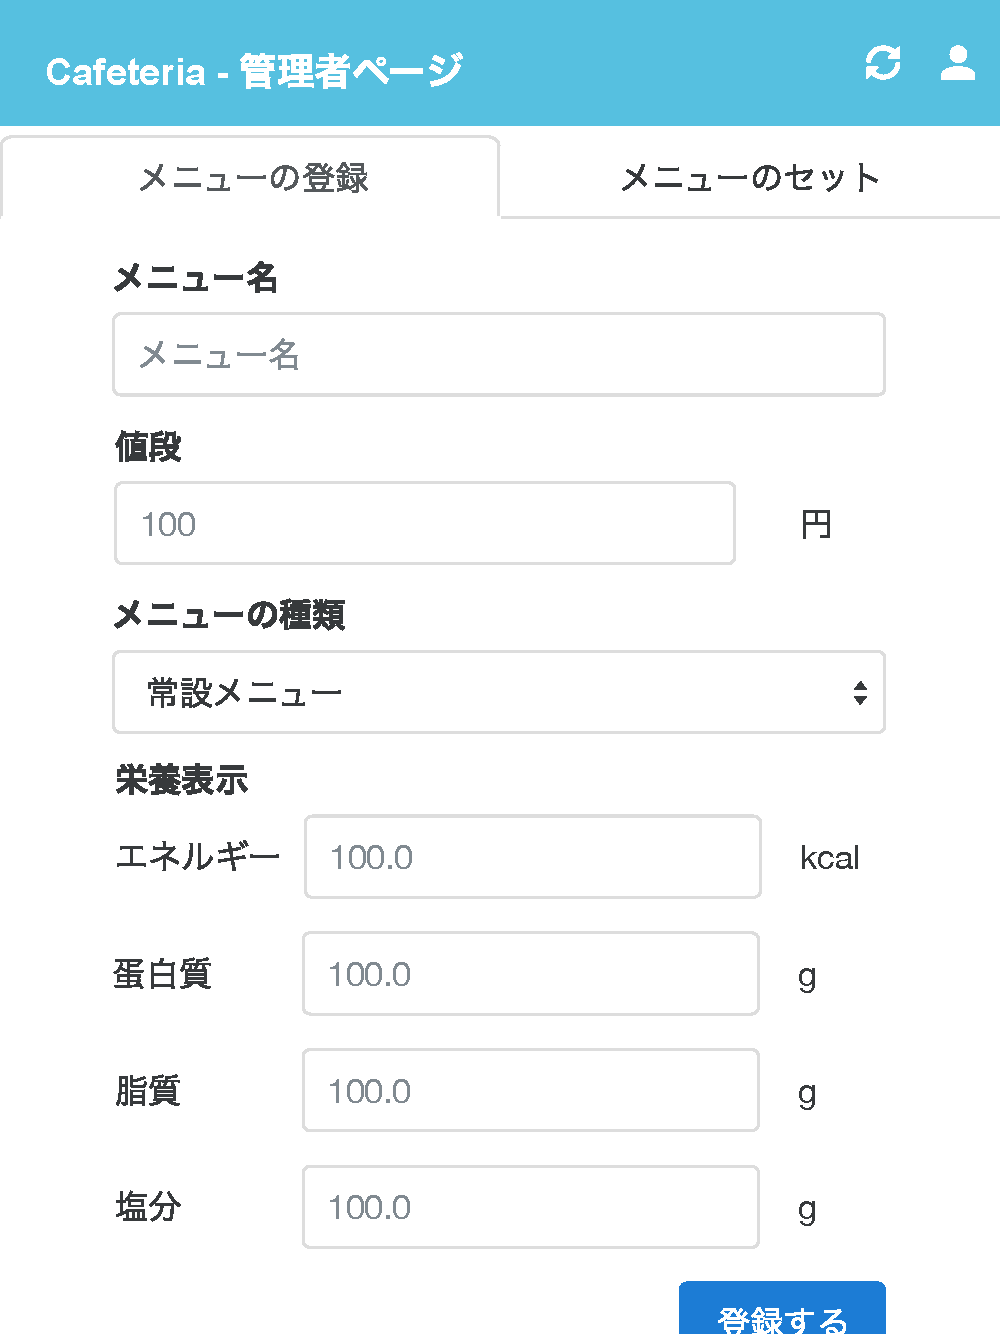 Cafeteria - 管理者ページ
メニューの登録 メニューのセット
メニュー名
メニュー名
値段
100 円
メニューの種類
常設メニュー
栄養表示
エネルギー 100.0 kcal
蛋白質 100.0 g
脂質 100.0 g
塩分 100.0 g
登録する